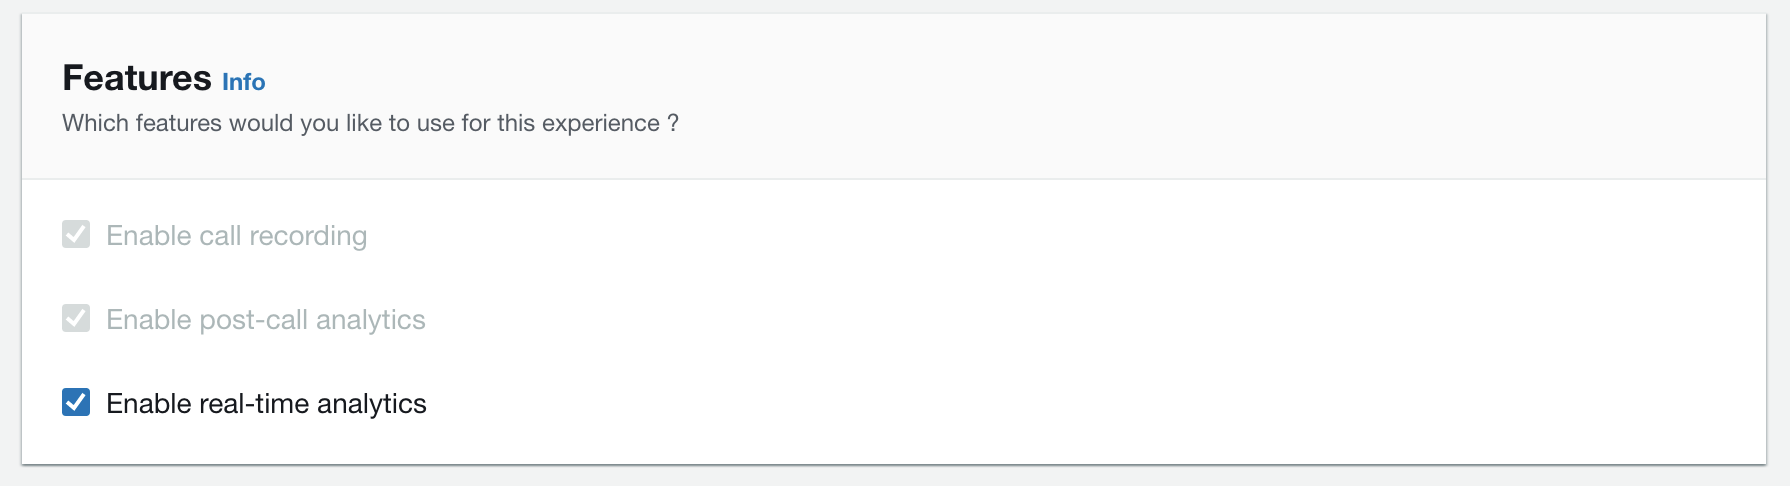 Features Info
Which features would you like to use for this experience ?
Enable call recording
Enable post-call analytics
Enable real-time analytics